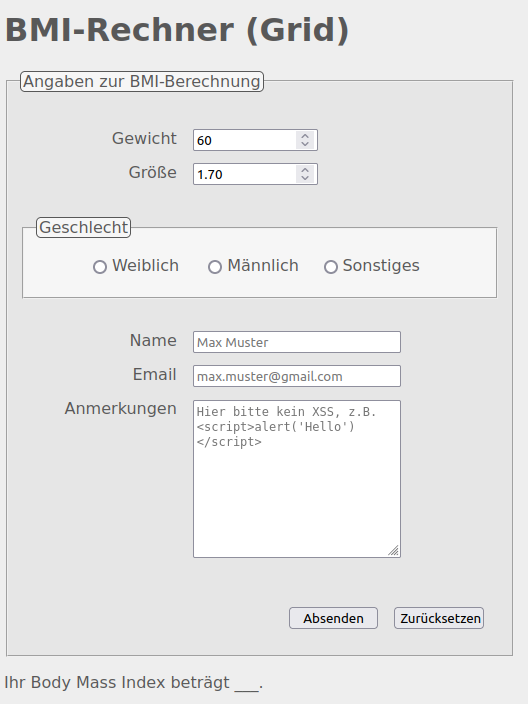 BMI-Rechner (Grid)
Angaben zur BMI-Berechnung
Gewicht 60
Größe 1.70
Geschlecht
Weiblich Männlich Sonstiges
Name Max Muster
Email max.muster@gmail.com
Anmerkungen Hier bitte kein XSS, z.B.
<script>alert('Hello')
</script>
Absenden Zurücksetzen
Ihr Body Mass Index beträgt ___.